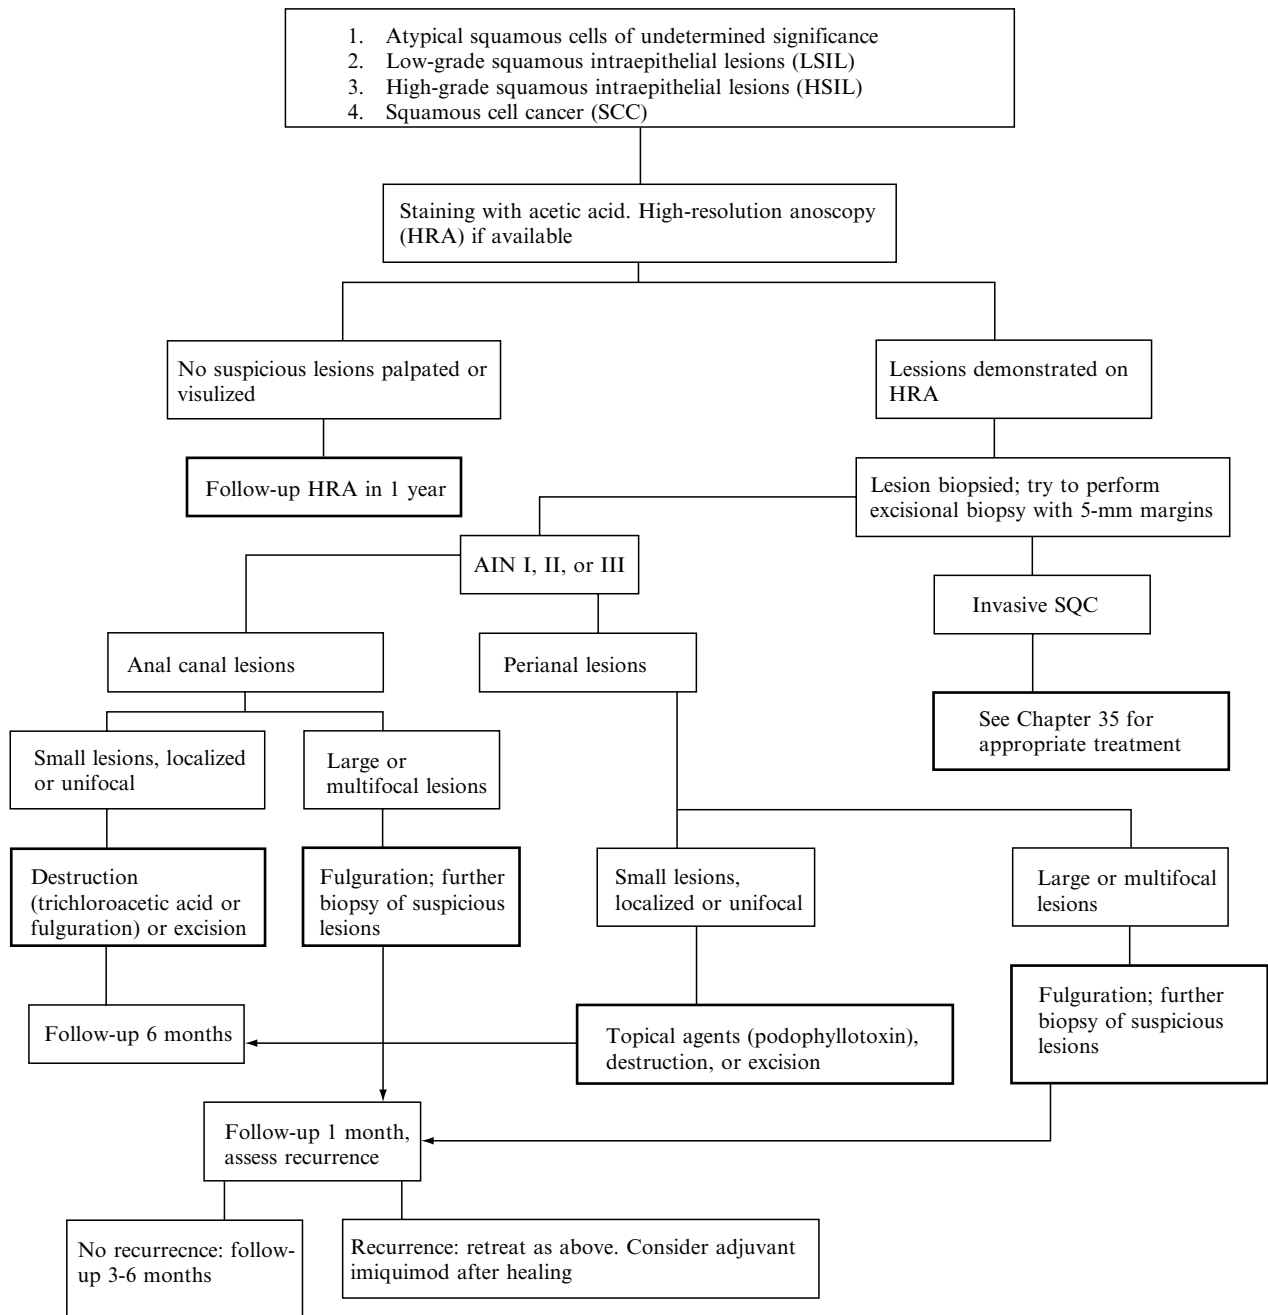 1. Atypical squamous cells of undetermined significance
2. Low-grade squamous intraepithelial lesions (LSIL)
3. High-grade squamous intraepithelial lesions (HSIL)
4. Squamous cell cancer (SCC)
Staining with acetic acid. High-resolution anoscopy
(HRA) if available
No suspicious lesions palpated or
visulized
Lessions demonstrated on
HRA
Follow-up HRA in 1 year
Lesion biopsied; try to perform
excisional biopsy with 5-mm margins
AIN I, II, or III
Invasive SQC
Anal canal lesions
Perianal lesions
See Chapter 35 for
appropriate treatment
Small lesions, localized
or unifocal
Large or
multifocal lesions
Destruction
(trichloroacetic acid or
fulguration) or excision
Fulguration; further
biopsy of suspicious
lesions
Small lesions,
localized or unifocal
Large or multifocal
lesions
Follow-up 6 months
Topical agents (podophyllotoxin),
destruction, or excision
Fulguration; further
biopsy of suspicious
lesions
Follow-up 1 month,
assess recurrence
No recurrecnce: follow-
up 3-6 months
Recurrence: retreat as above. Consider adjuvant
imiquimod after healing